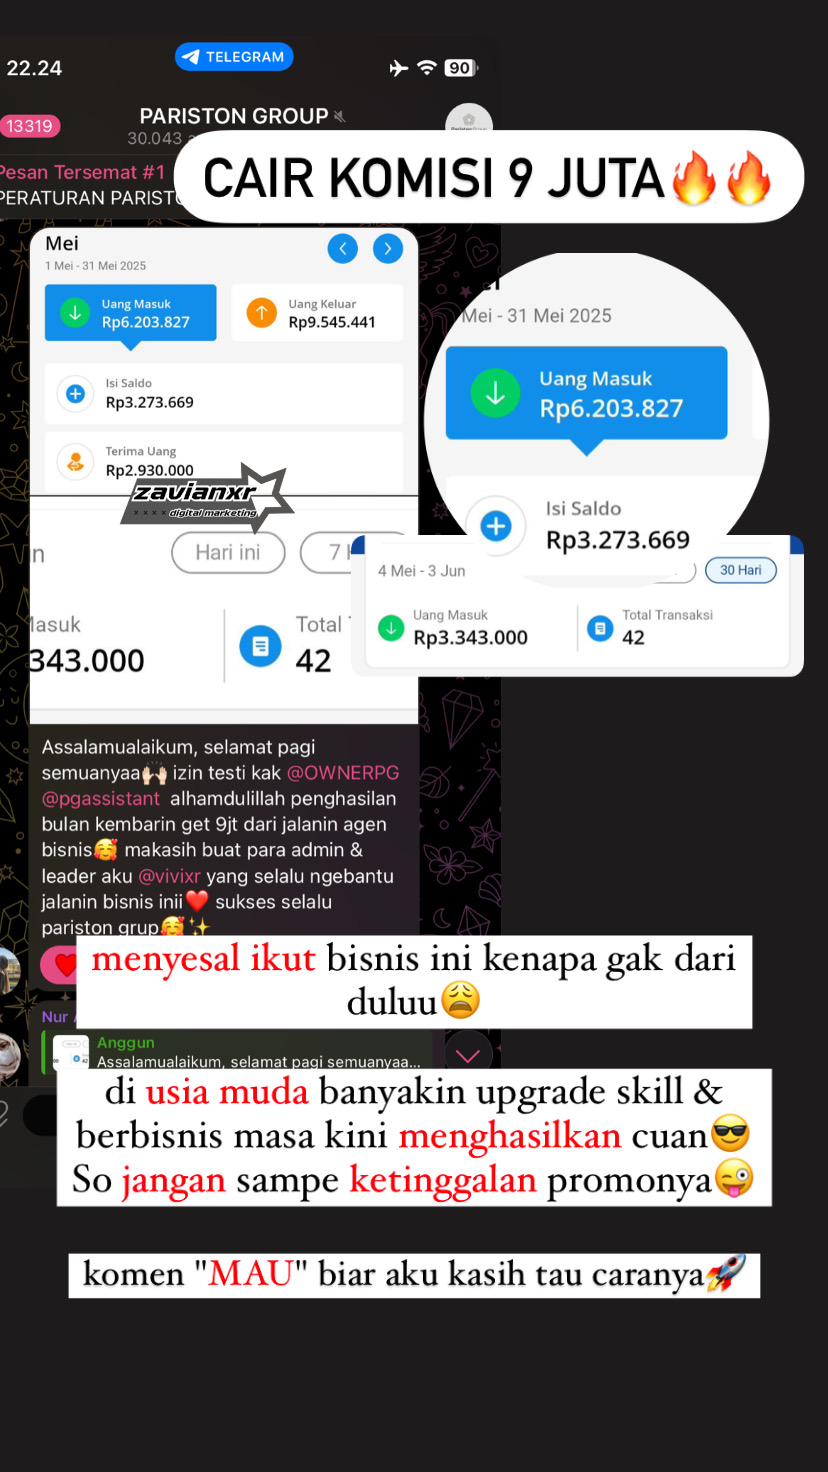 22.24
TELEGRAM
90
13319
PARISTON GROUP
30.043
Pesan Tersemat #1
PERATURAN PARIST
CAIR KOMISI 9 JUTA🔥🔥
Mei
1 Mei - 31 Mei 2025
Uang Masuk
Rp6.203.827
Uang Keluar
Rp9.545.441
Isi Saldo
Rp3.273.669
Terima Uang
Rp2.930.000
Mei - 31 Mei 2025
Uang Masuk
Rp6.203.827
Isi Saldo
Rp3.273.669
zavianxr
x x x x digital marketing
Hari ini
7 H
Masuk
343.000
Total
42
4 Mei - 3 Jun
30 Hari
Uang Masuk
Rp3.343.000
Total Transaksi
42
Assalamualaikum, selamat pagi
semuanyaa🙌🏻 izin testi kak @OWNERPG
@pgassistant alhamdulillah penghasilan
bulan kembarin get 9jt dari jalanin agen
bisnis🥰 makasih buat para admin &
leader aku @vivixr yang selalu ngebantu
jalanin bisnis inii❤️ sukses selalu
pariston grup🥰✨
menyesal ikut bisnis ini kenapa gak dari
duluu😩
Nur
Anggun
Assalamualaikum, selamat pagi semuanyaa...
di usia muda banyakin upgrade skill &
berbisnis masa kini menghasilkan cuan😎
So jangan sampe ketinggalan promonya😜
komen "MAU" biar aku kasih tau caranya🚀